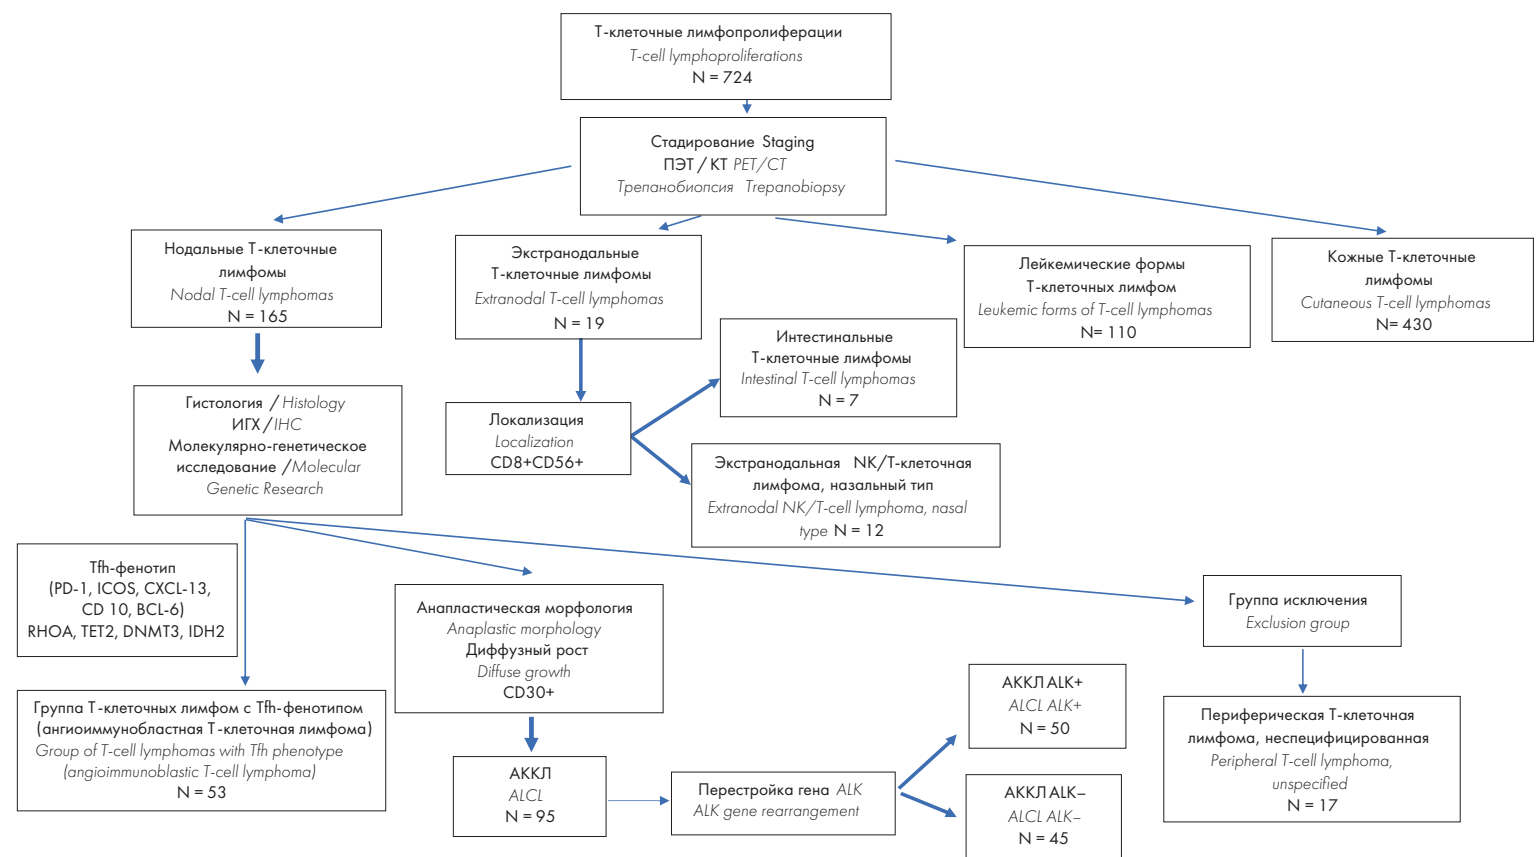 Т-клеточные лимфопролиферации
T-cell lymphoproliferations
N = 724
Стадирование Staging
ПЭТ / КТ PET/CT
Трепанобиопсия Trepanobiopsy
Нодальные Т-клеточные
лимфомы
Nodal T-cell lymphomas
N = 165
Экстранодальные
Т-клеточные лимфомы
Extranodal T-cell lymphomas
N = 19
Лейкемические формы
Т-клеточных лимфом
Leukemic forms of T-cell lymphomas
N= 110
Кожные Т-клеточные
лимфомы
Cutaneous T-cell lymphomas
N= 430
Интестинальные
Т-клеточные лимфомы
Intestinal T-cell lymphomas
N = 7
Гистология / Histology
ИГХ / IHC
Молекулярно-генетическое
исследование / Molecular
Genetic Research
Локализация
Localization
CD8+CD56+
Экстранодальная NK/Т-клеточная
лимфома, назальный тип
Extranodal NK/T-cell lymphoma, nasal
type N = 12
Tfh-фенотип
(PD-1, ICOS, CXCL-13,
CD 10, BCL-6)
RHOA, TET2, DNMT3, IDH2
Анапластическая морфология
Anaplastic morphology
Диффузный рост
Diffuse growth
CD30+
Группа исключения
Exclusion group
Группа Т-клеточных лимфом с Tfh-фенотипом
(ангиоиммунобластная Т-клеточная лимфома)
Group of T-cell lymphomas with Tfh phenotype
(angioimmunoblastic T-cell lymphoma)
N = 53
АККЛ
ALCL
N = 95
Перестройка гена ALK
ALK gene rearrangement
АККЛ ALK+
ALCL ALK+
N = 50
АККЛ ALK–
ALCL ALK–
N = 45
Периферическая Т-клеточная
лимфома, неспецифицированная
Peripheral T-cell lymphoma,
unspecified
N = 17